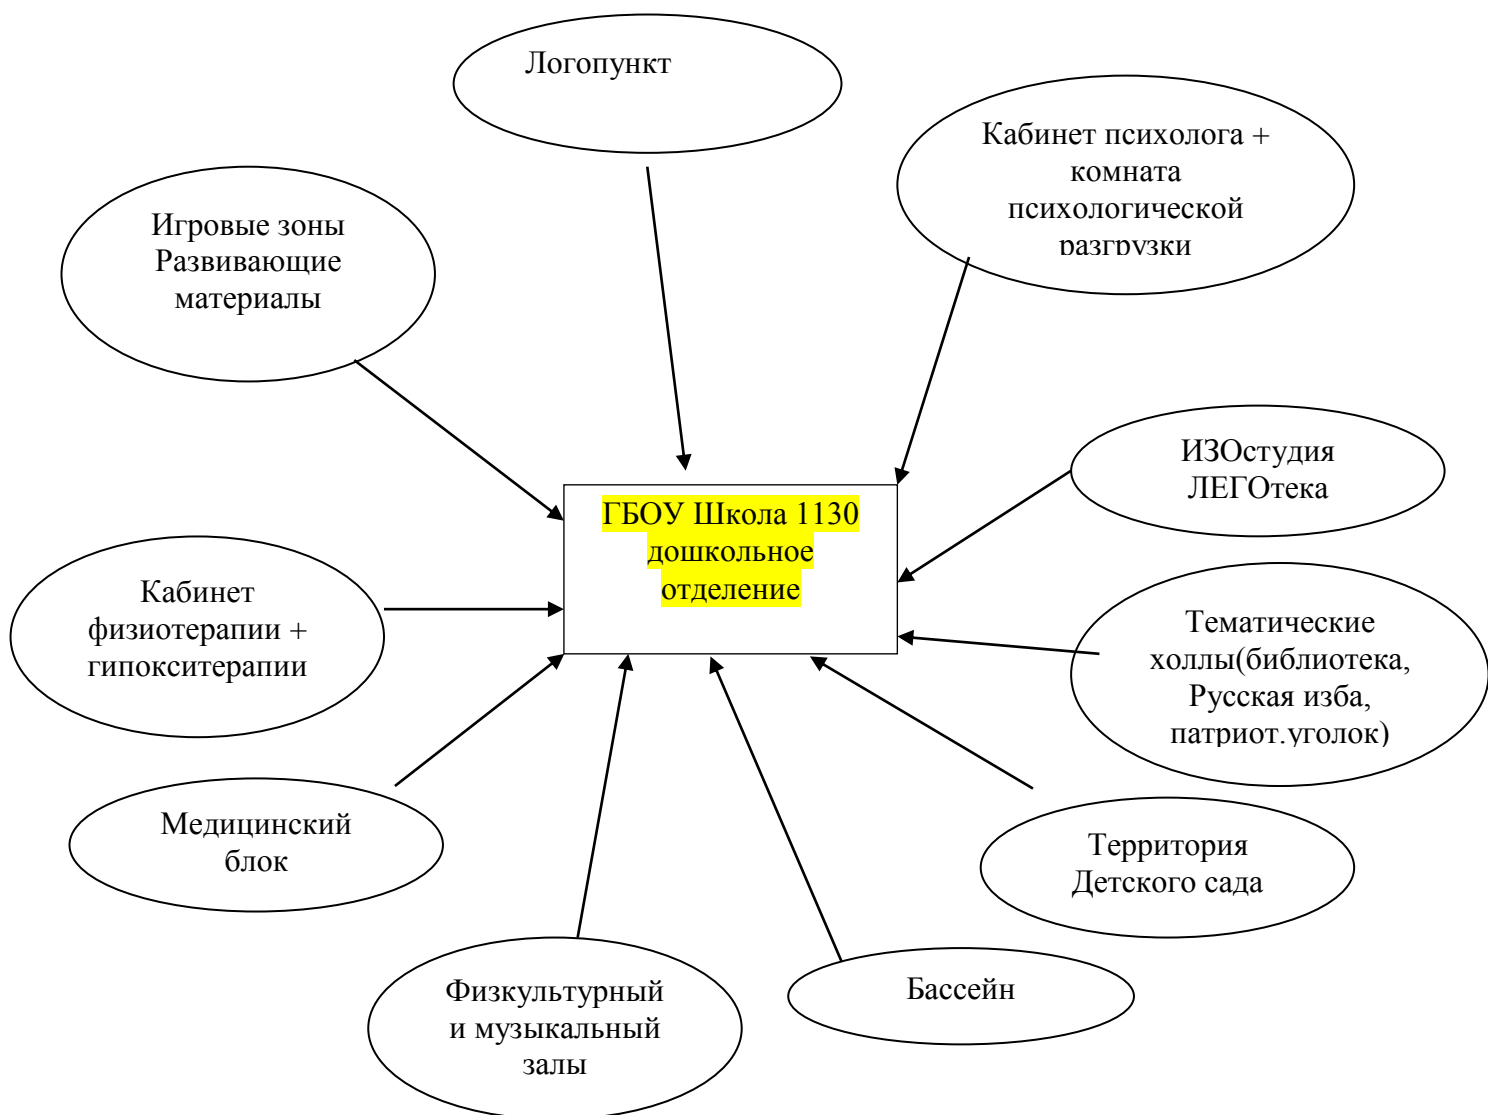 Логопункт
Кабинет психолога +
комната
психологической
разгрузки
Игровые зоны
Развивающие
материалы
ИЗОстудия
ЛЕГОтека
ГБОУ Школа 1130
дошкольное
отделение
Кабинет
физиотерапии +
гипокситерапии
Тематические
холлы(библиотека,
Русская изба,
патриот.уголок)
Медицинский
блок
Территория
Детского сада
Физкультурный
и музыкальный
залы
Бассейн